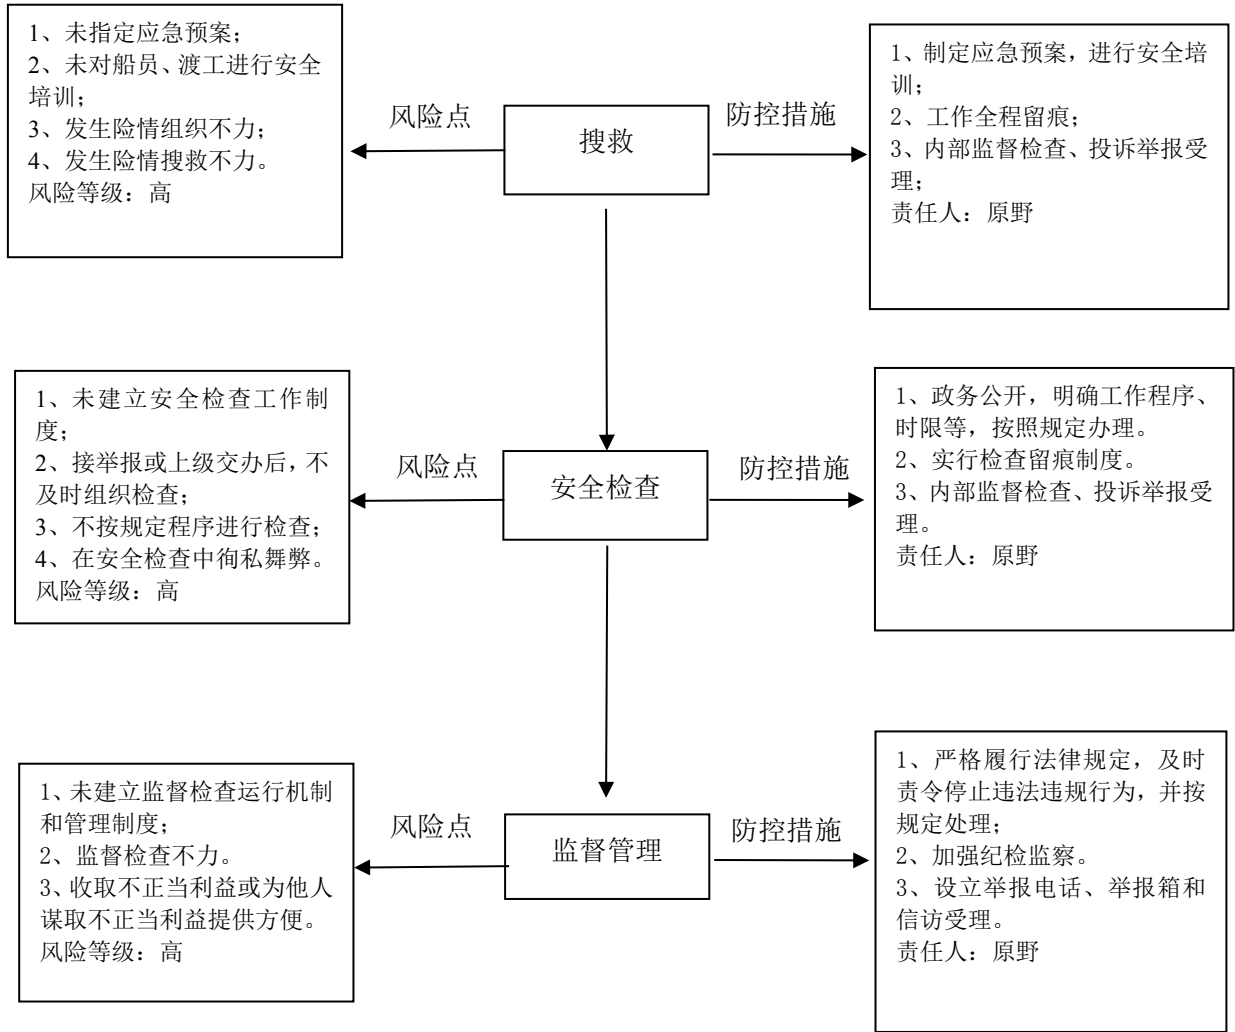 1、未指定应急预案；
2、未对船员、渡工进行安全
培训；
3、发生险情组织不力；
4、发生险情搜救不力。
风险等级：高
风险点
搜救
防控措施
1、制定应急预案，进行安全培
训；
2、工作全程留痕；
3、内部监督检查、投诉举报受
理；
责任人：原野
1、未建立安全检查工作制
度；
2、接举报或上级交办后，不
及时组织检查；
3、不按规定程序进行检查；
4、在安全检查中徇私舞弊。
风险等级：高
风险点
安全检查
防控措施
1、政务公开，明确工作程序、
时限等，按照规定办理。
2、实行检查留痕制度。
3、内部监督检查、投诉举报受
理。
责任人：原野
1、未建立监督检查运行机制
和管理制度；
2、监督检查不力。
3、收取不正当利益或为他人
谋取不正当利益提供方便。
风险等级：高
风险点
监督管理
防控措施
1、严格履行法律规定，及时
责令停止违法违规行为，并按
规定处理；
2、加强纪检监察。
3、设立举报电话、举报箱和
信访受理。
责任人：原野